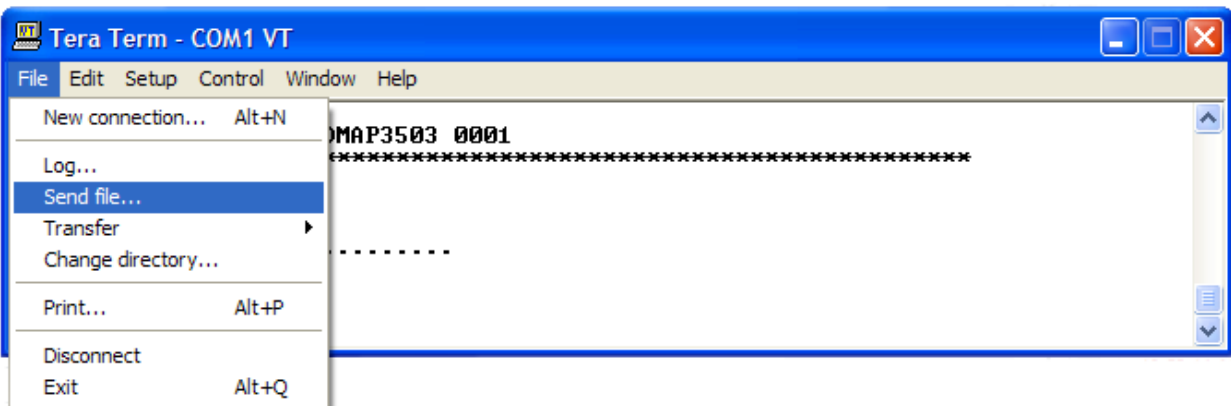 Tera Term - COM1 VT
File Edit Setup Control Window Help
New connection... Alt+N
MAP3503 0001
****************************************
Log...
Send file...
Transfer
Change directory...
---------
Print... Alt+P
Disconnect
Exit Alt+Q